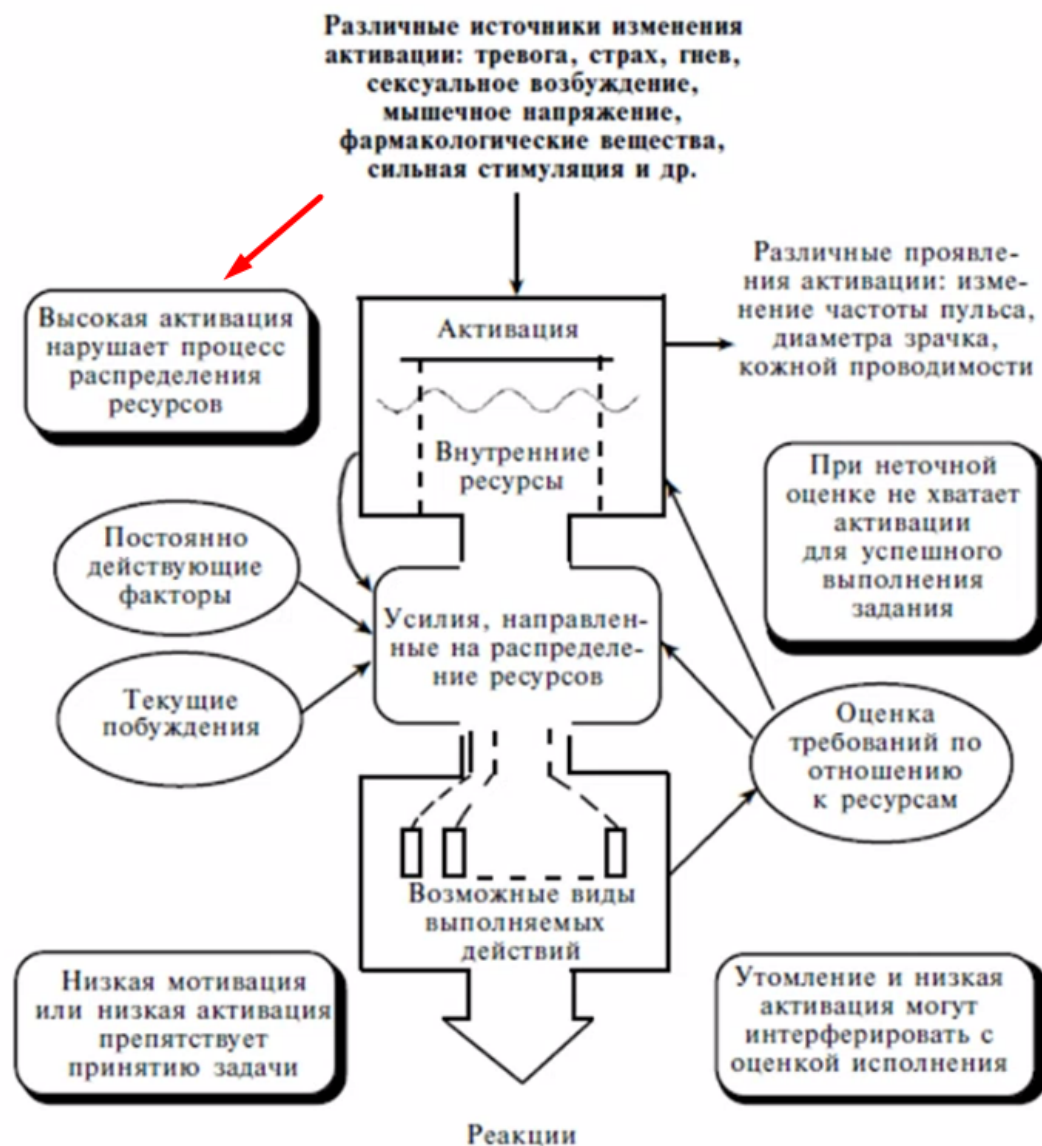 Различные источники изменения
активации: тревога, страх, гнев,
сексуальное возбуждение,
мышечное напряжение,
фармакологические вещества,
сильная стимуляция и др.
Различные проявле-
ния активации: изме-
нение частоты пульса,
диаметра зрачка,
кожной проводимости
Высокая активация
нарушает процесс
распределения
ресурсов
Активация
Внутренние
ресурсы
При неточной
оценке не хватает
активации
для успешного
выполнения
задания
Постоянно
действующие
факторы
Усилия, направлен-
ные на распределе-
ние ресурсов
Текущие
побуждения
Оценка
требований по
отношению
к ресурсам
Возможные виды
выполняемых
действий
Низкая мотивация
или низкая активация
препятствует
принятию задачи
Утомление и низкая
активация могут
интерферировать с
оценкой исполнения
Реакции